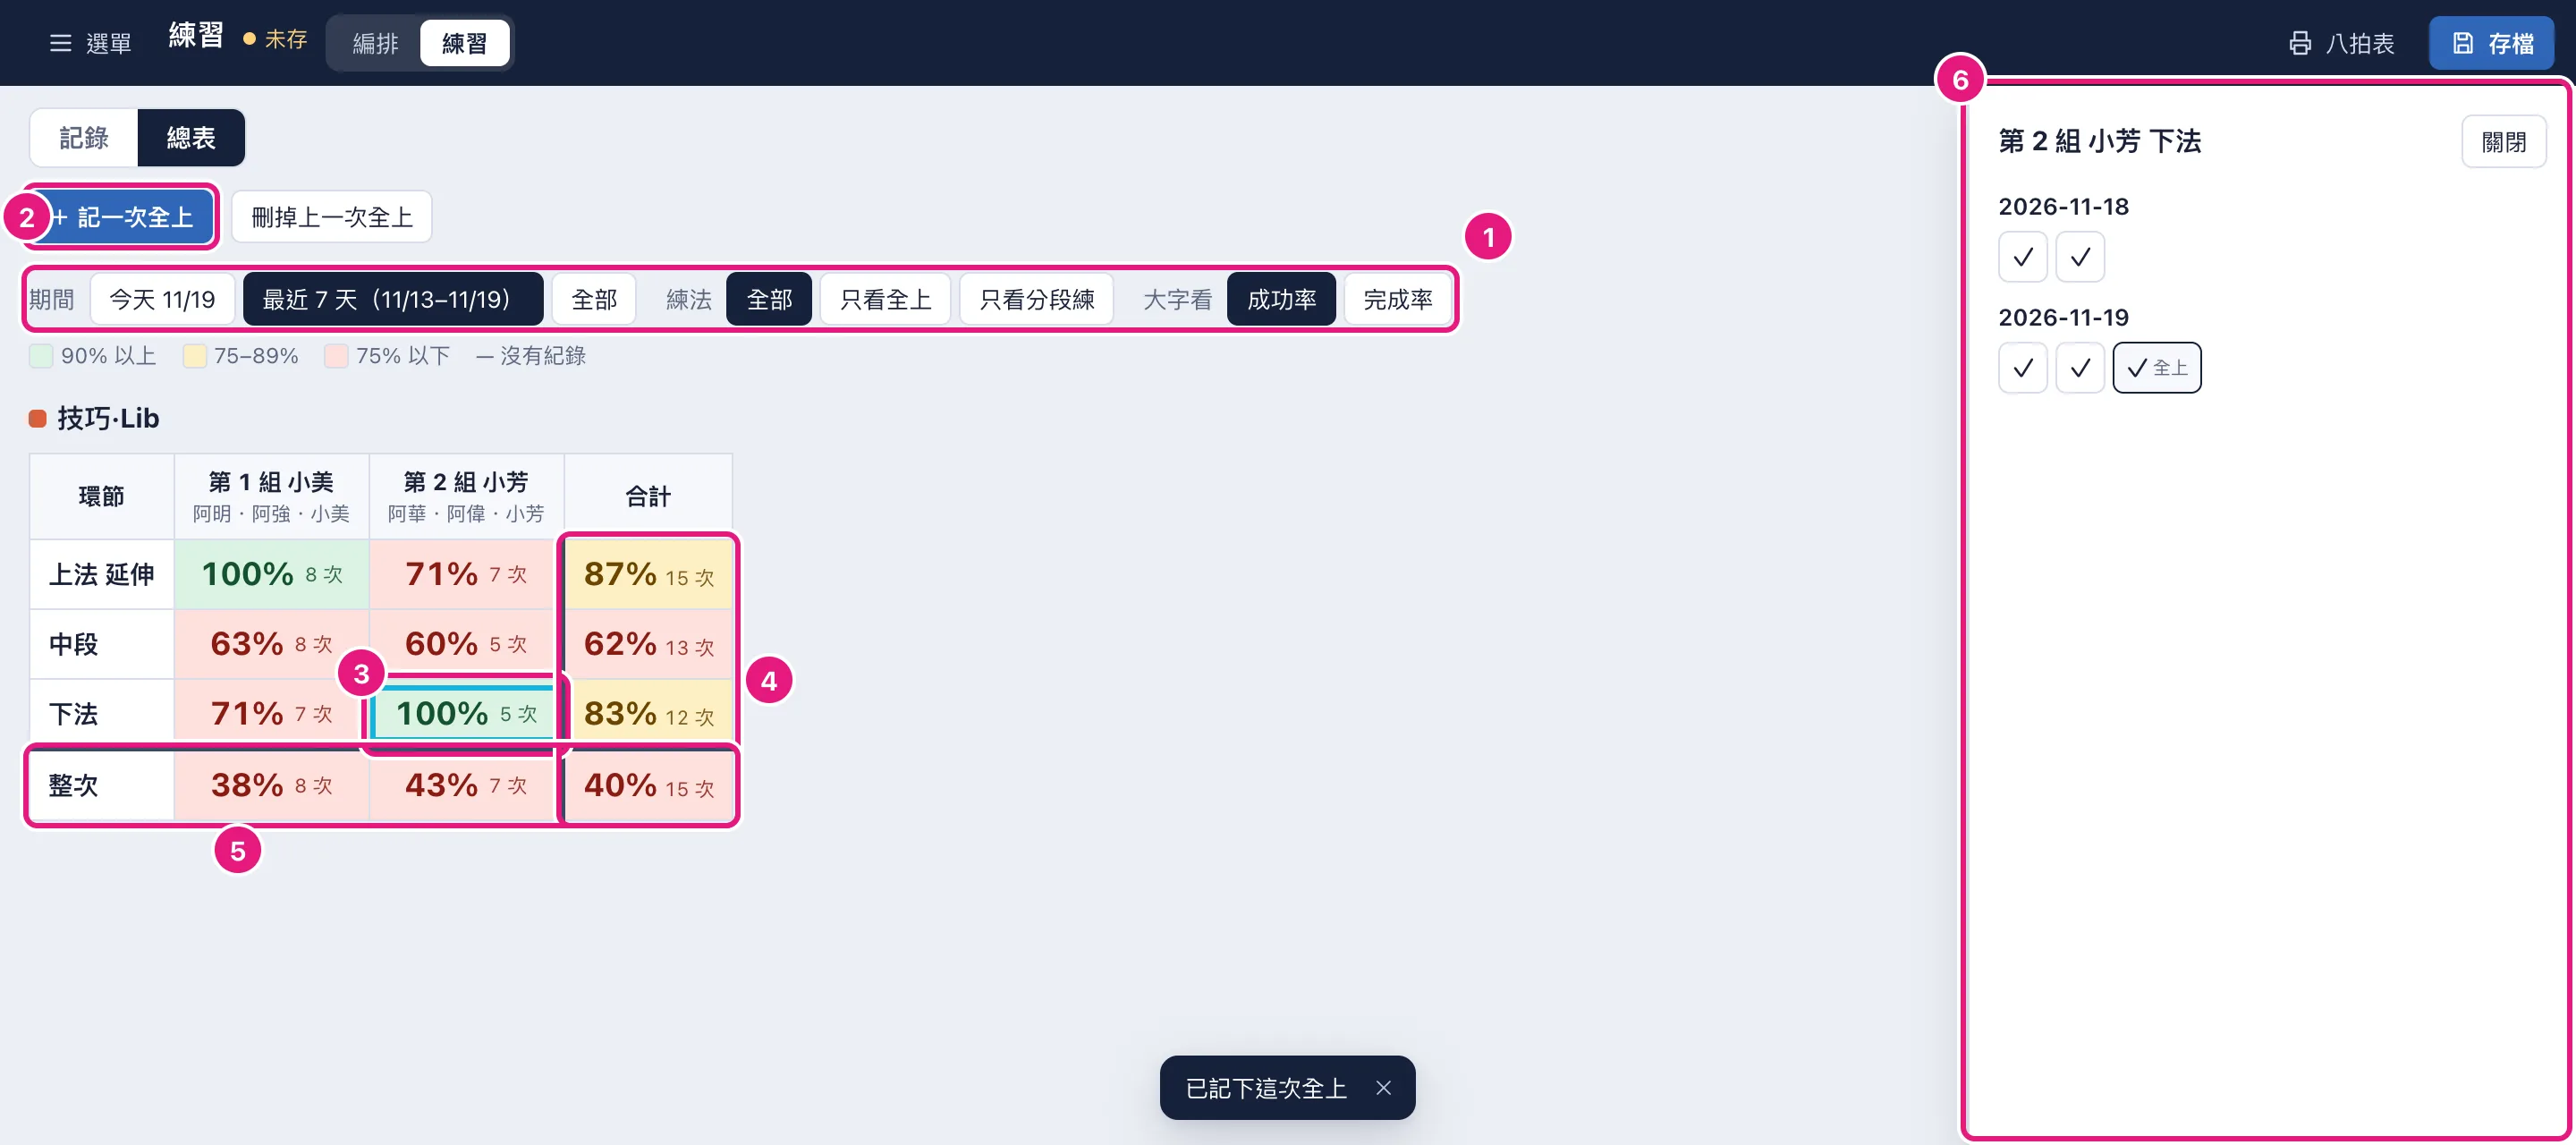 選單
練習
未存
編排
練習
八拍表
存檔
記錄
總表
2
+ 記一次全上
刪掉上一次全上
1
期間
今天 11/19
最近 7 天（11/13–11/19）
全部
練法
全部
只看全上
只看分段練
大字看
成功率
完成率
90% 以上
75–89%
75% 以下
— 沒有紀錄
技巧·Lib
環節
第 1 組 小美
阿明 · 阿強 · 小美
第 2 組 小芳
阿華 · 阿偉 · 小芳
合計
上法 延伸
100% 8 次
71% 7 次
87% 15 次
中段
63% 8 次
60% 5 次
62% 13 次
3
4
下法
71% 7 次
100% 5 次
83% 12 次
整次
38% 8 次
43% 7 次
40% 15 次
5
6
第 2 組 小芳 下法
關閉
2026-11-18
✓
✓
2026-11-19
✓
✓
✓ 全上
已記下這次全上